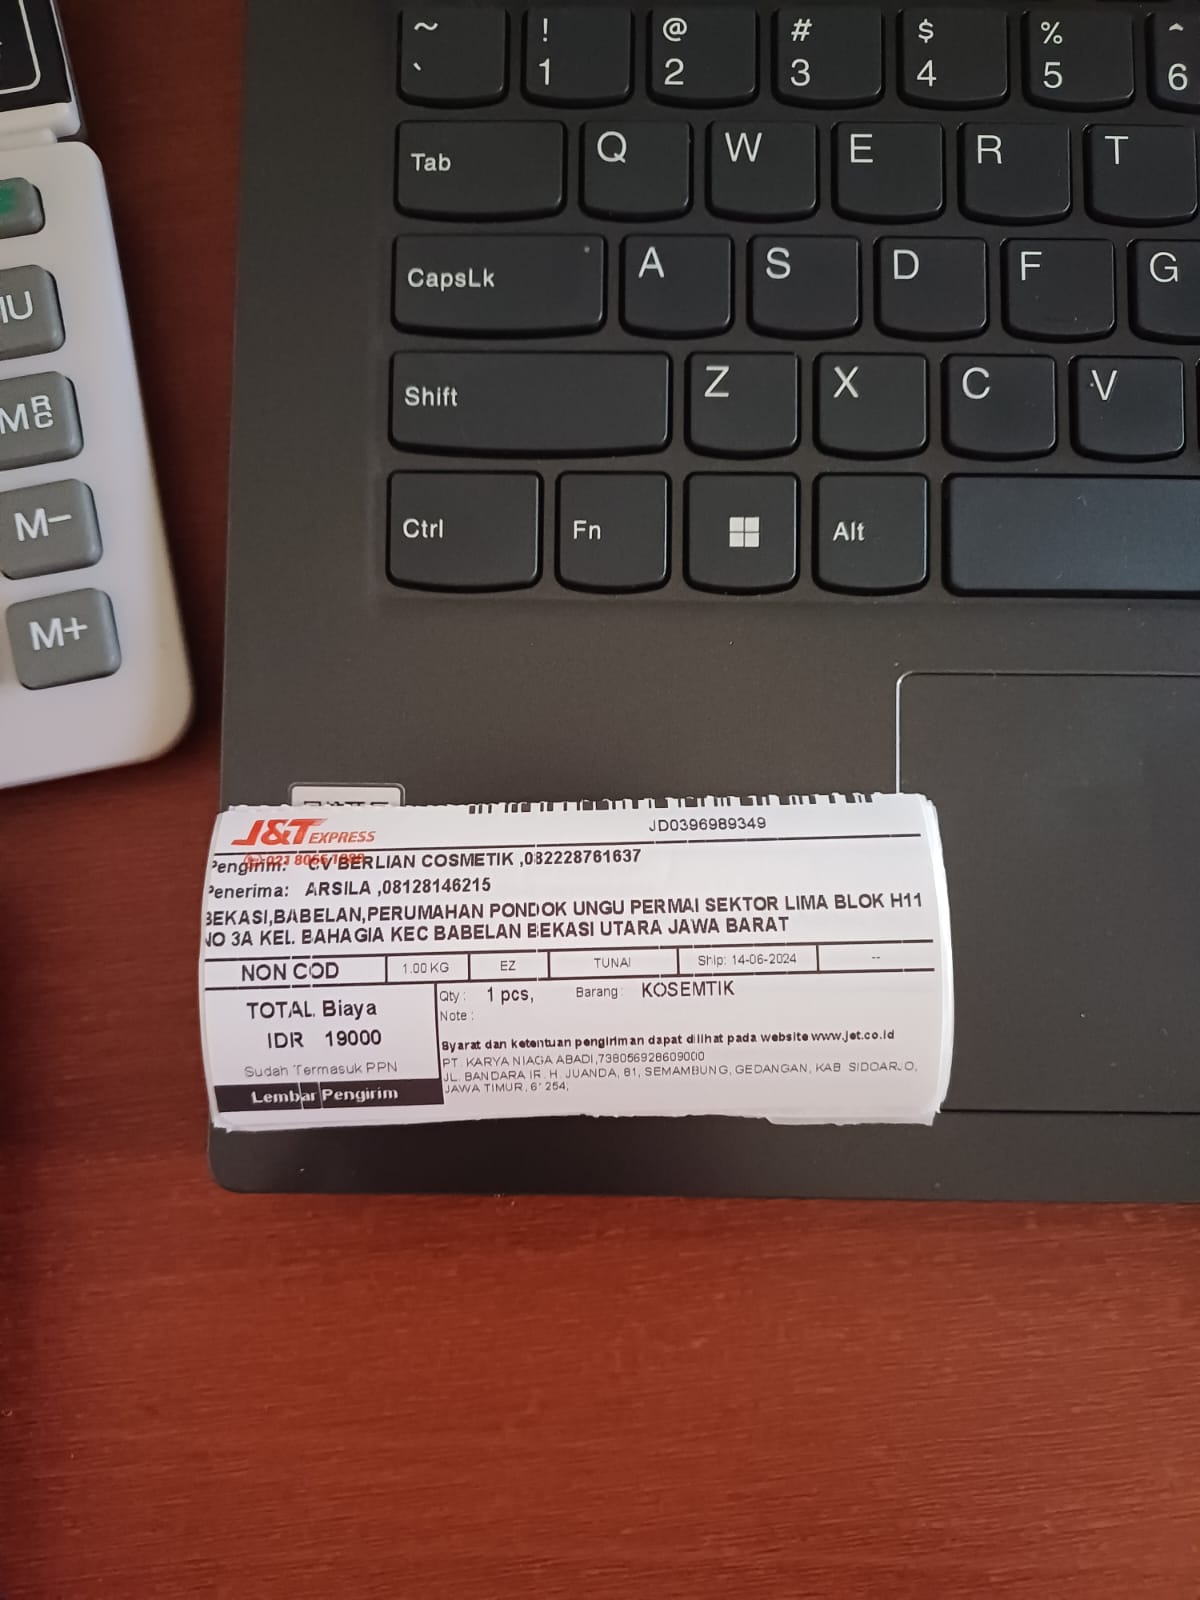 ~ ! @ # $ % ^
` 1 2 3 4 5 6
Tab Q W E R T
CapsLk A S D F G
Shift Z X C V
Ctrl Fn Alt
MU
MRC
M-
M+
J&T EXPRESS
JD0396989349
Pengirim: CV BERLIAN COSMETIK ,082228761637
Penerima: ARSILA ,08128146215
BEKASI,BABELAN,PERUMAHAN PONDOK UNGU PERMAI SEKTOR LIMA BLOK H11
NO 3A KEL. BAHAGIA KEC BABELAN BEKASI UTARA JAWA BARAT
NON COD 1.00 KG EZ TUNAI Ship: 14-06-2024 --
TOTAL Biaya
IDR 19000
Sudah Termasuk PPN
Lembar Pengirim
Qty : 1 pcs, Barang : KOSEMTIK
Note :
Syarat dan ketentuan pengiriman dapat dilihat pada website www.jet.co.id
PT. KARYA NIAGA ABADI,738056928609000
JL. BANDARA IR. H. JUANDA, 81, SEMAMBUNG, GEDANGAN, KAB SIDOARJO,
JAWA TIMUR,